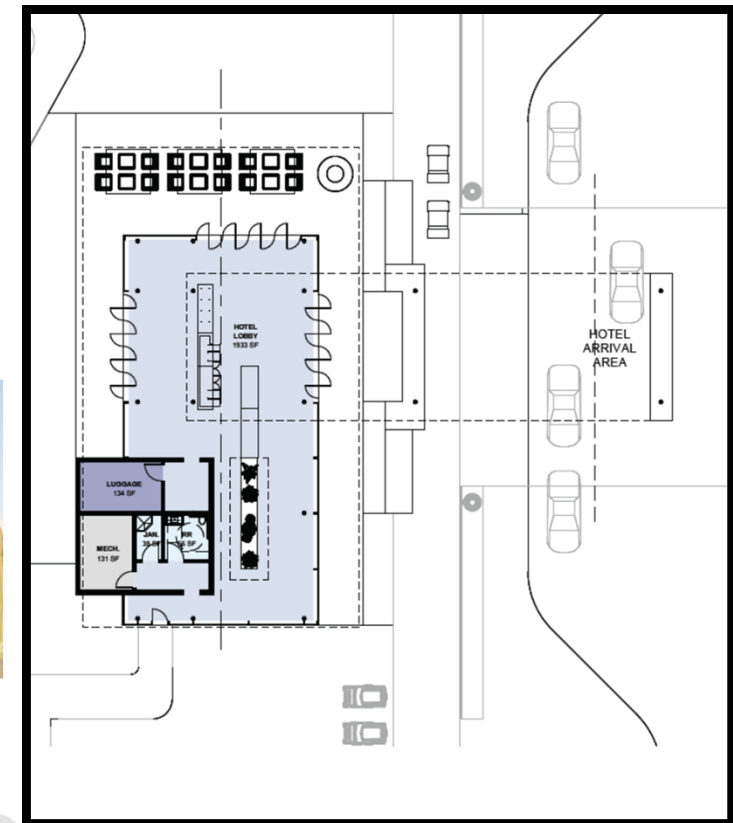 HOTEL
LOBBY
1933 SF
HOTEL
ARRIVAL
AREA
LUGGAGE
134 SF
JAN.
RR
MECH.
131 SF